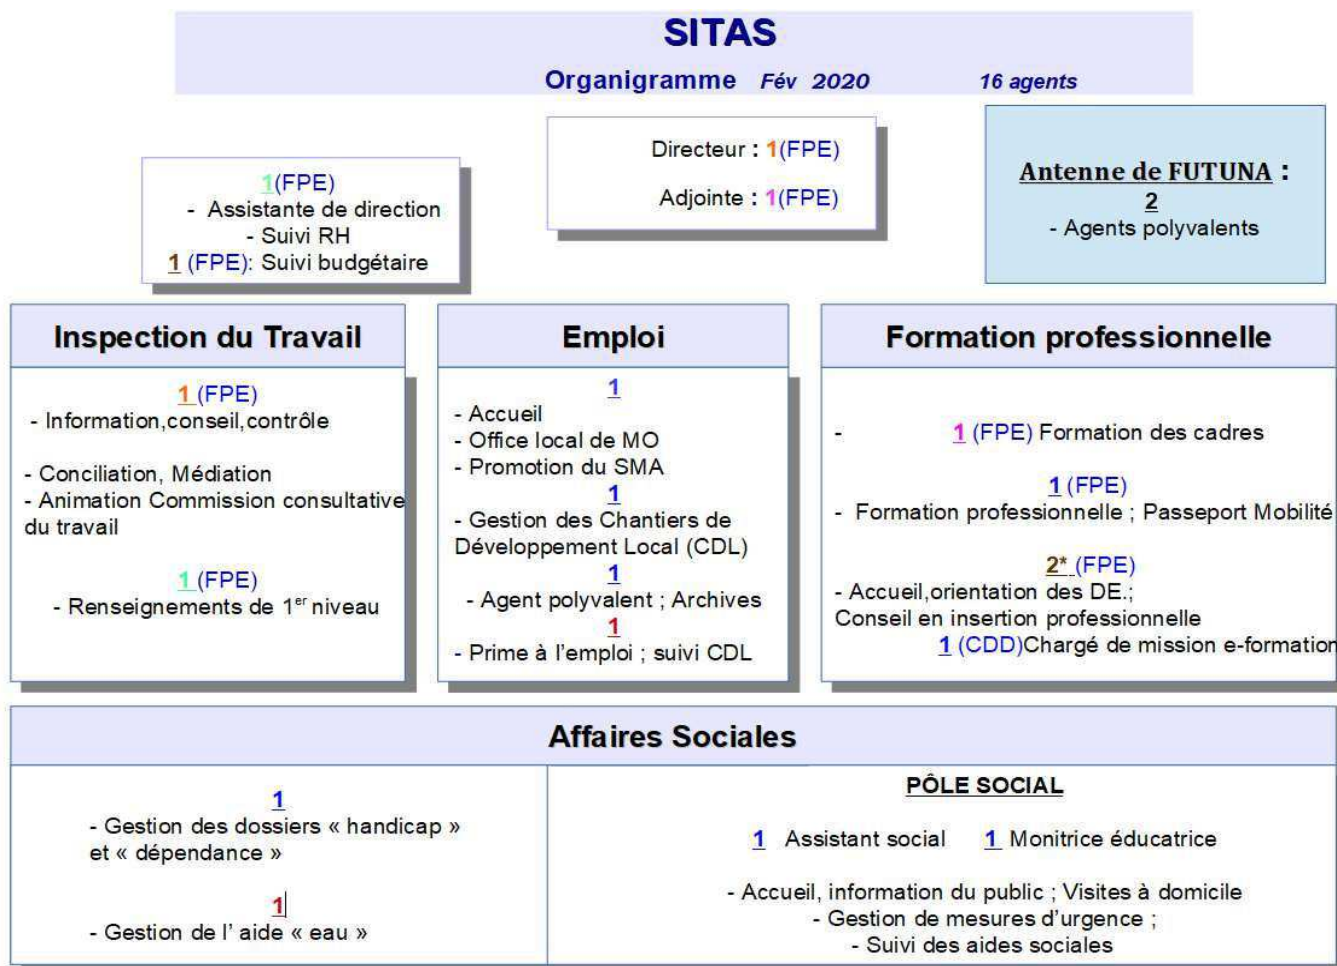 SITAS
Organigramme Fév 2020 16 agents
1(FPE)
- Assistante de direction
- Suivi RH
1 (FPE): Suivi budgétaire
Directeur : 1(FPE)
Adjointe : 1(FPE)
Antenne de FUTUNA :
2
- Agents polyvalents
Inspection du Travail
1 (FPE)
- Information,conseil,contrôle
- Conciliation, Médiation
- Animation Commission consultative
du travail
1 (FPE)
- Renseignements de 1er niveau
Emploi
1
- Accueil
- Office local de MO
- Promotion du SMA
1
- Gestion des Chantiers de
Développement Local (CDL)
1
- Agent polyvalent ; Archives
1
- Prime à l'emploi ; suivi CDL
Formation professionnelle
- 1 (FPE) Formation des cadres
1 (FPE)
- Formation professionnelle ; Passeport Mobilité
2* (FPE)
- Accueil,orientation des DE.;
Conseil en insertion professionnelle
1 (CDD)Chargé de mission e-formation
Affaires Sociales
1
- Gestion des dossiers « handicap »
et « dépendance »
1
- Gestion de l' aide « eau »
PÔLE SOCIAL
1 Assistant social 1 Monitrice éducatrice
- Accueil, information du public ; Visites à domicile
- Gestion de mesures d'urgence ;
- Suivi des aides sociales